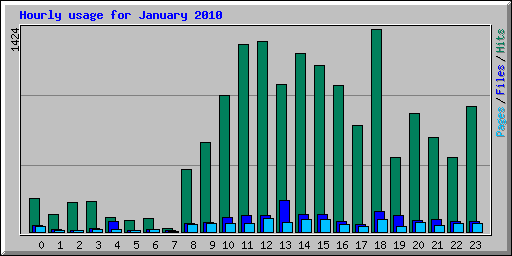 Hourly usage for January 2010
1424
Pages / Files / Hits
0 1 2 3 4 5 6 7 8 9 10 11 12 13 14 15 16 17 18 19 20 21 22 23